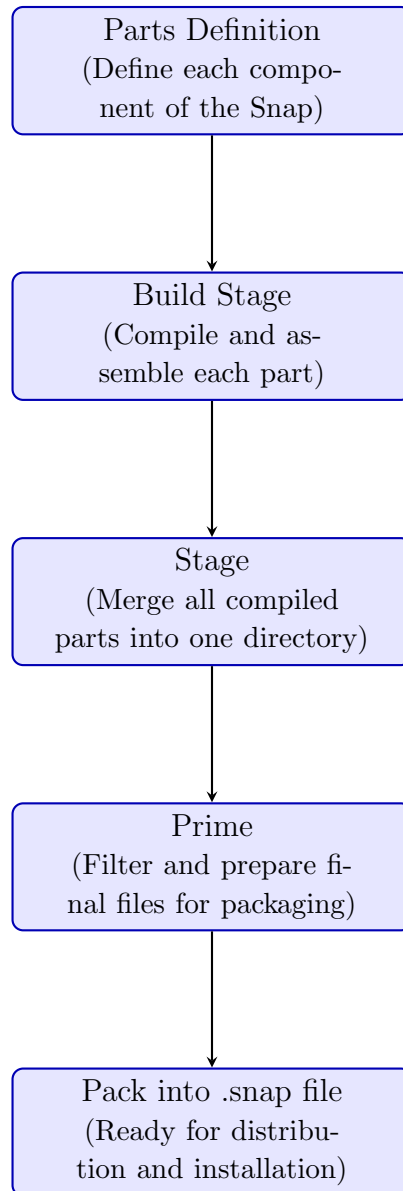 Parts Definition
(Define each compo-
nent of the Snap)
Build Stage
(Compile and as-
semble each part)
Stage
(Merge all compiled
parts into one directory)
Prime
(Filter and prepare fi-
nal files for packaging)
Pack into .snap file
(Ready for distribu-
tion and installation)